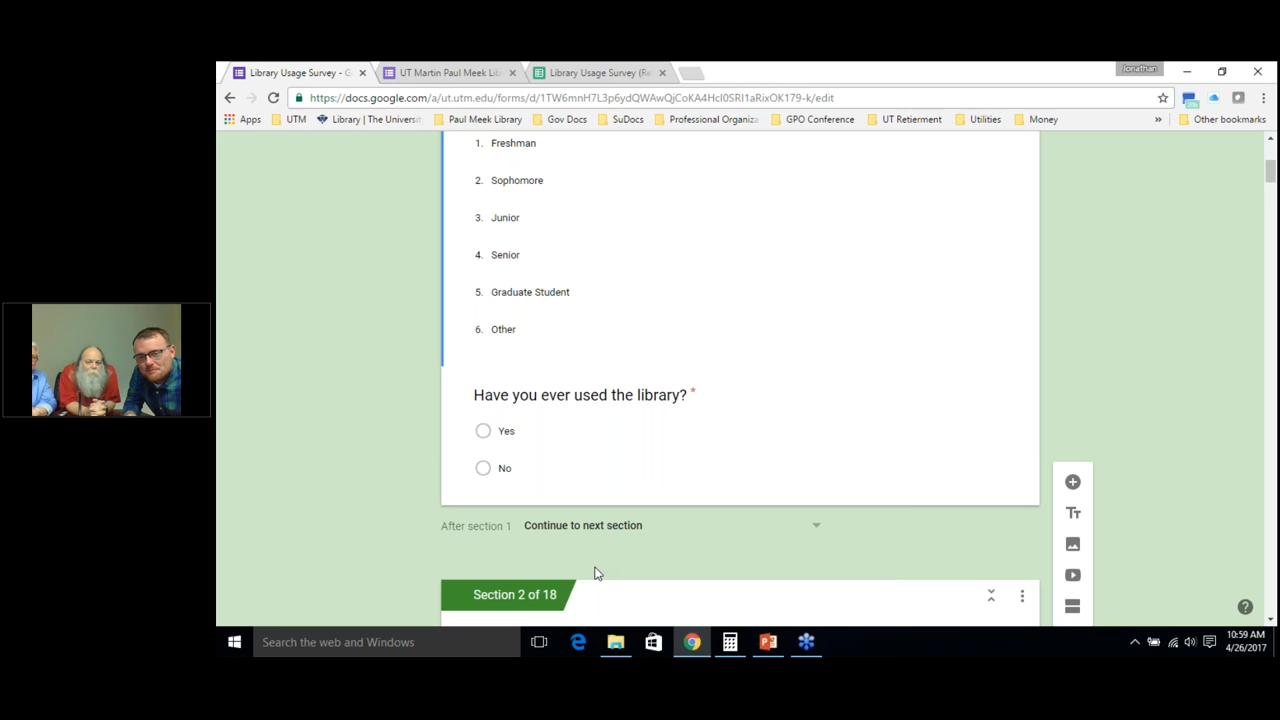 Library Usage Survey - G
UT Martin Paul Meek Lib
Library Usage Survey (Re
Jonathan
https://docs.google.com/a/ut.utm.edu/forms/d/1TW6mnH7L3p6ydQWAwQjCoKA4HcI0SRI1aRixOK179-k/edit
Apps
UTM
Library | The Universit
Paul Meek Library
Gov Docs
SuDocs
Professional Organiza
GPO Conference
UT Retierment
Utilities
Money
»
Other bookmarks
1. Freshman
2. Sophomore
3. Junior
4. Senior
5. Graduate Student
6. Other
Have you ever used the library? *
Yes
No
After section 1 Continue to next section
Section 2 of 18
Tт
Search the web and Windows
10:59 AM
4/26/2017